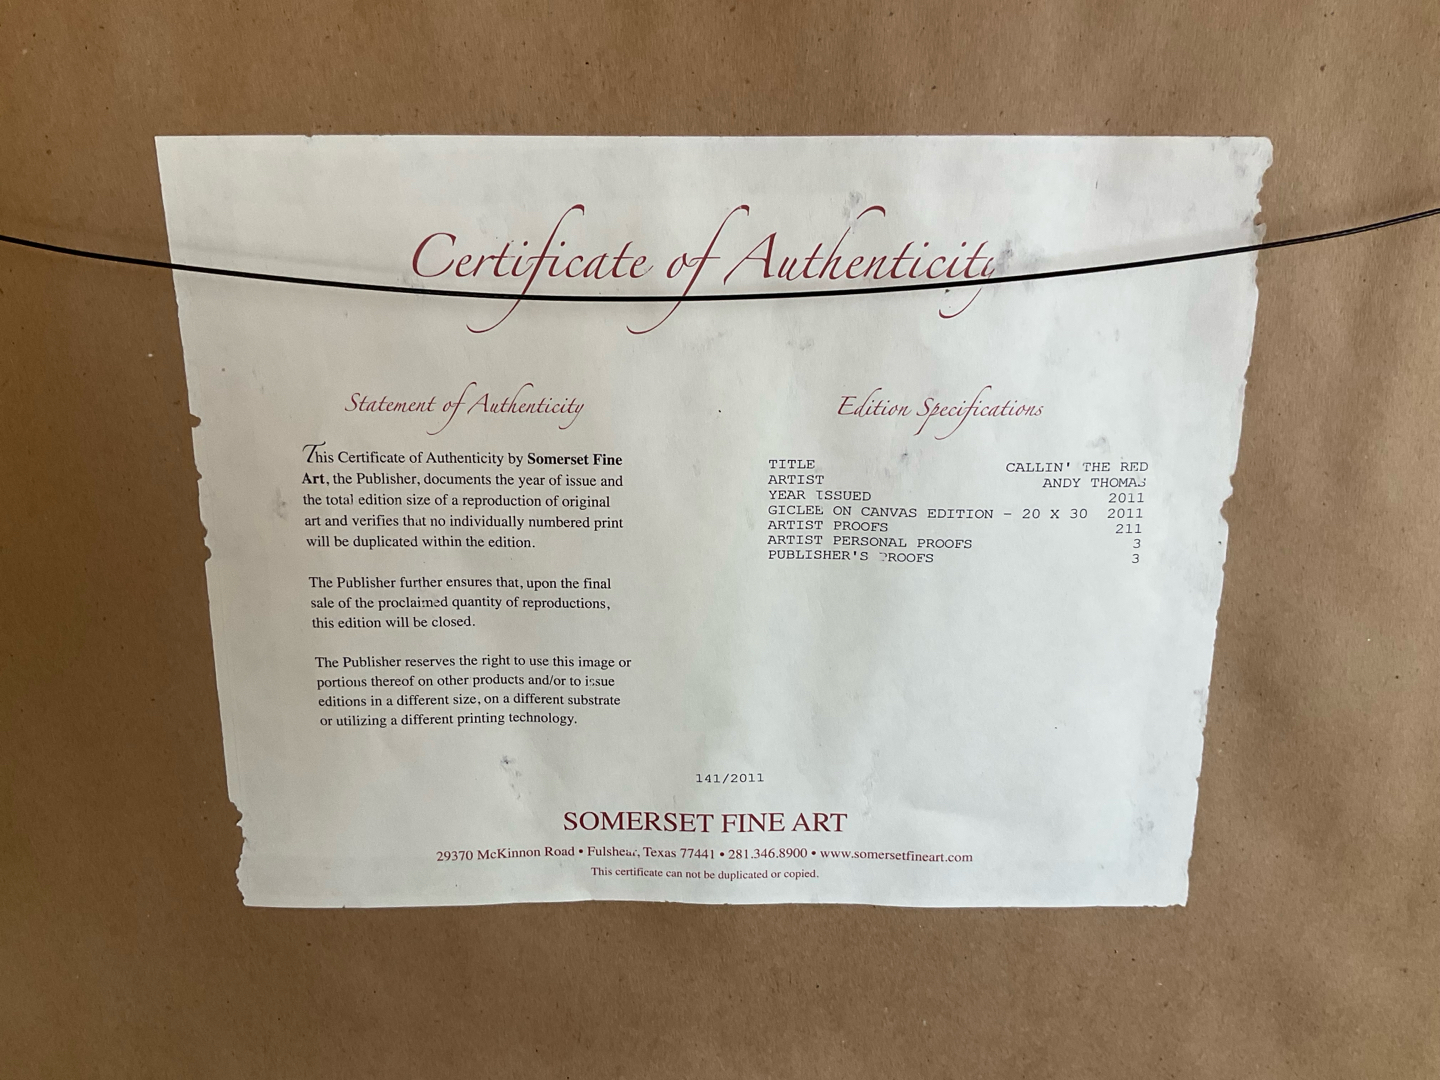 Certificate of Authenticity
Statement of Authenticity
This Certificate of Authenticity by Somerset Fine
Art, the Publisher, documents the year of issue and
the total edition size of a reproduction of original
art and verifies that no individually numbered print
will be duplicated within the edition.
The Publisher further ensures that, upon the final
sale of the proclaimed quantity of reproductions,
this edition will be closed.
The Publisher reserves the right to use this image or
portions thereof on other products and/or to issue
editions in a different size, on a different substrate
or utilizing a different printing technology.
Edition Specifications
TITLE CALLIN' THE RED
ARTIST ANDY THOMAS
YEAR ISSUED 2011
GICLEE ON CANVAS EDITION - 20 X 30 2011
ARTIST PROOFS 211
ARTIST PERSONAL PROOFS 3
PUBLISHER'S PROOFS 3
141/2011
SOMERSET FINE ART
29370 McKinnon Road • Fulshear, Texas 77441 • 281.346.8900 • www.somersetfineart.com
This certificate can not be duplicated or copied.